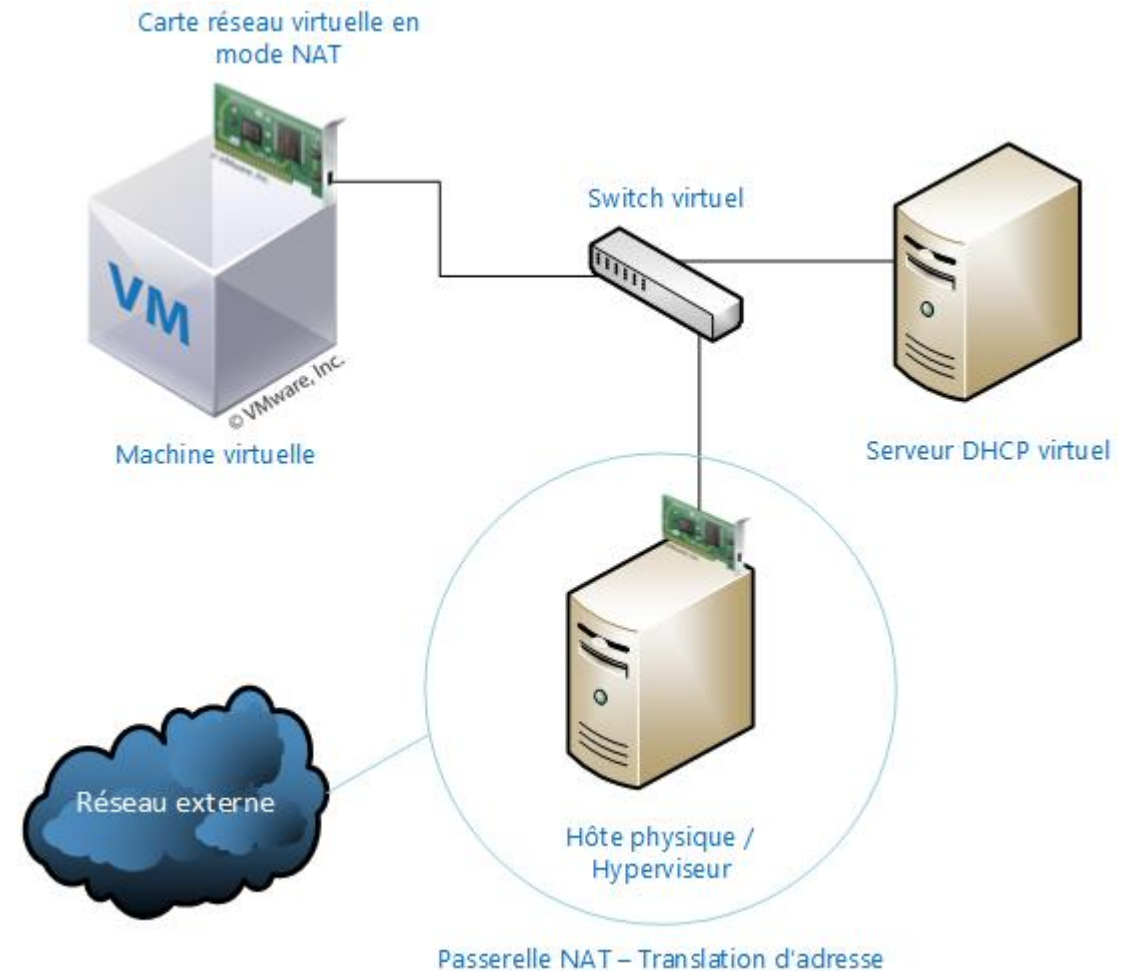 Carte réseau virtuelle en
mode NAT
Switch virtuel
VM
© VMware, Inc.
Machine virtuelle
Serveur DHCP virtuel
Réseau externe
Hôte physique /
Hyperviseur
Passerelle NAT – Translation d'adresse